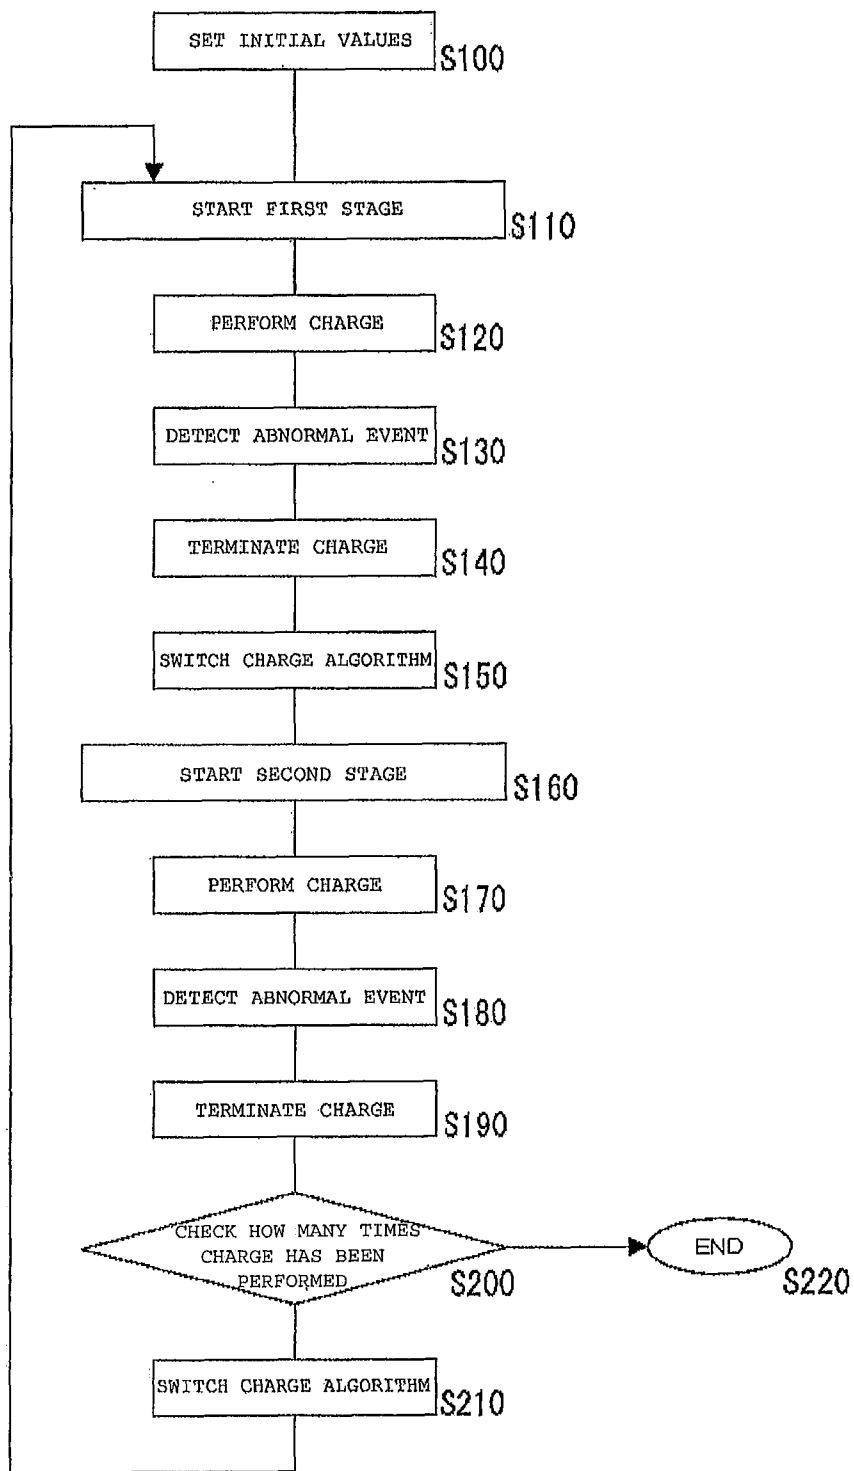 SET INITIAL VALUES
S100
START FIRST STAGE
S110
PERFORM CHARGE
S120
DETECT ABNORMAL EVENT
S130
TERMINATE CHARGE
S140
SWITCH CHARGE ALGORITHM
S150
START SECOND STAGE
S160
PERFORM CHARGE
S170
DETECT ABNORMAL EVENT
S180
TERMINATE CHARGE
S190
CHECK HOW MANY TIMES
CHARGE HAS BEEN
PERFORMED
S200
END
S220
SWITCH CHARGE ALGORITHM
S210